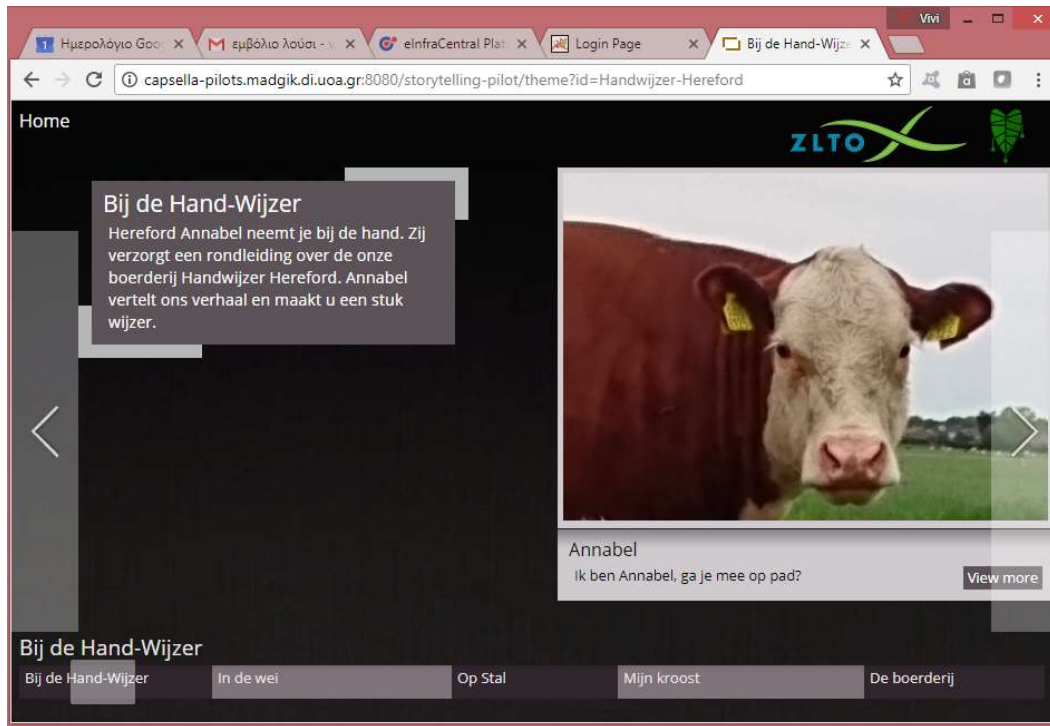 Vivi
1
Ημερολόγιο Goo
εμβόλιο λούσι - v
eInfraCentral Plat
Login Page
Bij de Hand-Wijze
capsella-pilots.madgik.di.uoa.gr:8080/storytelling-pilot/theme?id=Handwijzer-Hereford
Home
ZLTO
Bij de Hand-Wijzer
Hereford Annabel neemt je bij de hand. Zij
verzorgt een rondleiding over de onze
boerderij Handwijzer Hereford. Annabel
vertelt ons verhaal en maakt u een stuk
wijzer.
Annabel
Ik ben Annabel, ga je mee op pad?
View more
Bij de Hand-Wijzer
Bij de Hand-Wijzer In de wei Op Stal Mijn kroost De boerderij